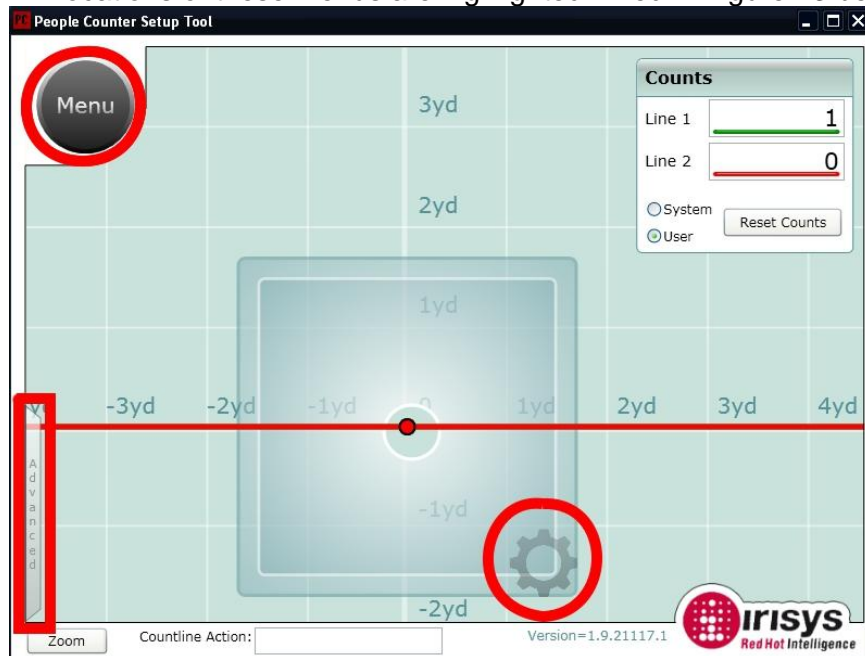 People Counter Setup Tool
Menu
Counts
Line 1 1
Line 2 0
System
User
Reset Counts
3yd
2yd
1yd
-3yd -2yd -1yd 0 1yd 2yd 3yd 4yd
-1yd
-2yd
Advanced
Zoom
Countline Action:
Version=1.9.21117.1
irisys
Red Hot Intelligence